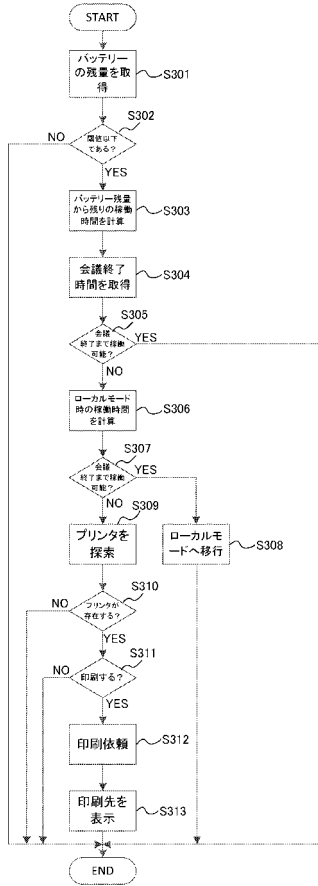 START
バッテリー
の残量を取
得
S301
S302
閾値以下
である？
NO
YES
バッテリー残量
から残りの稼働
時間を計算
S303
会議終了
時間を取得
S304
S305
会議
終了まで稼働
可能？
YES
NO
ローカルモード
時の稼働時間
を計算
S306
S307
会議
終了まで稼働
可能？
YES
NO
S309
プリンタを
探索
ローカルモ
ードへ移行
S308
S310
プリンタが
存在する？
NO
YES
S311
印刷する？
NO
YES
印刷依頼
S312
印刷先を
表示
S313
END